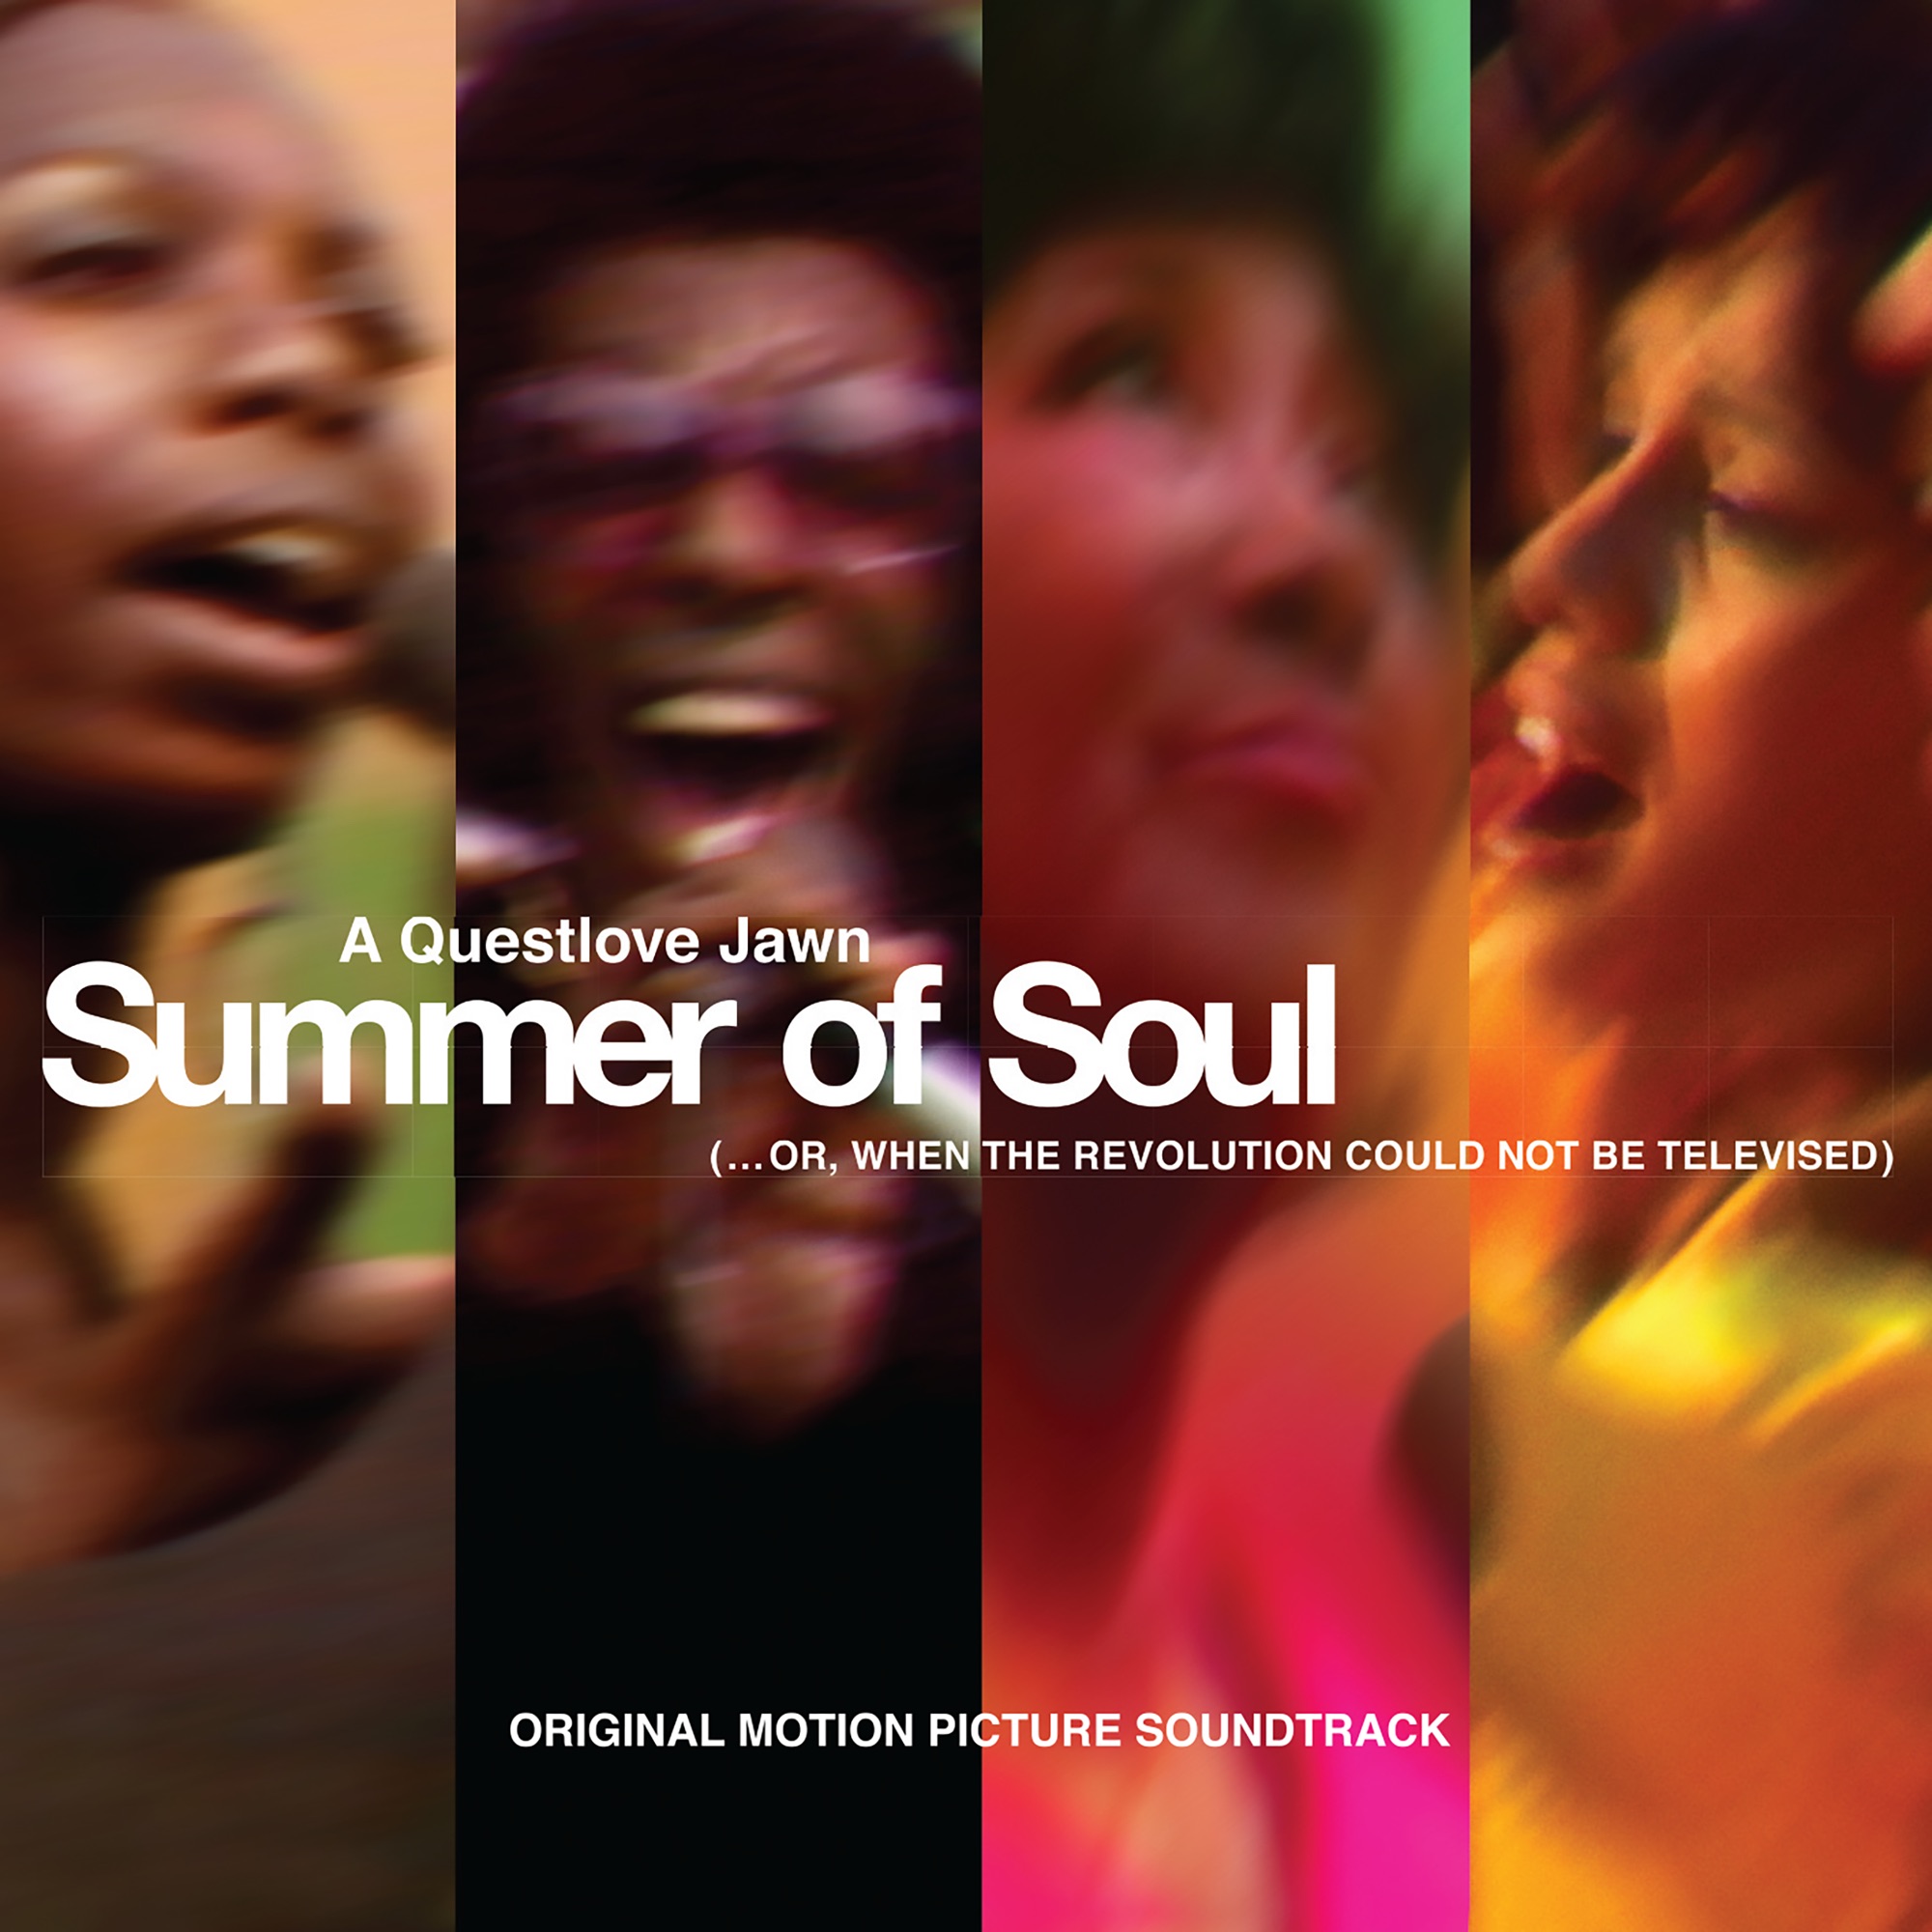 A Questlove Jawn
Summer of Soul
(...OR, WHEN THE REVOLUTION COULD NOT BE TELEVISED)
ORIGINAL MOTION PICTURE SOUNDTRACK